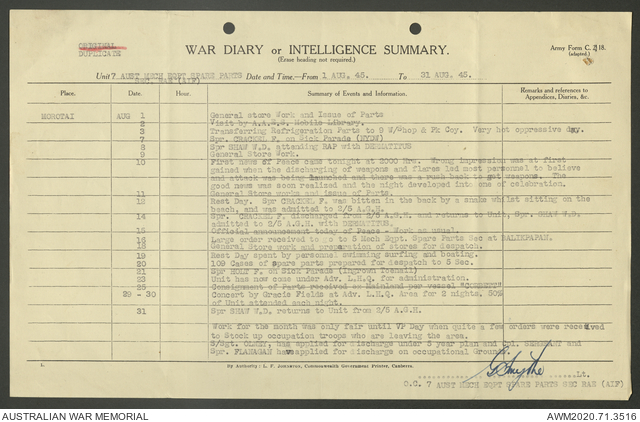 ORIGINAL
DUPLICATE
WAR DIARY or INTELLIGENCE SUMMARY.
(Erase heading not required).
Army Form C. 2118.
(adapted.)
Unit 7 AUST MECH EQPT SPARE PARTS Date and Time.—From 1 AUG. 45. To 31 AUG. 45.
SEC RAE (AIF)
Place. Date. Hour. Summary of Events and Information. Remarks and references to Appendices, Diaries, &c.
MOROTAI AUG 1 General store Work and Issue of Parts
2 Visit by A.A.E.S. Mobile Library.
3 Transferring Refrigeration Parts to 9 W/Whop & Pk Coy. Very hot oppressive day.
7 Spr. CRACKEL F. on Sick Parade
8 Spr SHAW W.D. attending RAP with DERMATITUS
9 General Store Work.
10 First news of Peace came tonight at 2000 Hrs. Wrong impression was at first
gained when the discharging of weapons and flares led most personnel to believe
and attack was being launched and there was a rush back to get weapons. The
good news was soon realized and the night developed into one of celebration.
11 General Store works and issue of Parts.
12 Rest Day. Spr CRACKEL F. was bitten in the back by a snake whilst sitting on the
beach, and was admitted to 2/5 A.G.H.
14 Spr. CRACKEL F. discharged from 2/5 A.G.H. and returns to Unit, Spr. SHAW W.D.
admitted to 2/5 A.G.H with DERMATITUS.
15 Official announcement today of Peace - Work as usual.
16 Large order received to go to 5 Mech Eqpt. Spare Parts Sec at BALIKPAPAN.
18 General Store work and preparation of Stores for despatch.
19 Rest Day spent by personnel swimming surfing and boating.
20 109 Cases of spare parts prepared for despatch to 5 Sec.
21 Spr HOLT F. on Sick Parade (Ingrown Toenail)
23 Unit has now come under Adv. L.H.Q. for administration.
25 Consignment of Parts received ex Mainland per vessel
29 - 30 Concert by Gracie Fields at Adv. L.H.Q. Area for 2 nights. 50%
of Unit attended each night.
31 Spr SHAW W.D. returns to Unit from 2/5 A.G.H.
Work for the month was only fair until VP Day when quite a few orders were received
to Stock up occupation troops who are leaving the area.
S/Sgt. has applied for discharge under 5 year plan and Cpl. and
Spr. FLANAGAN have applied for discharge on occupational Grounds.
1. By Authority: L. F. Johnston, Commonwealth Government Printer, Canberra.
Lt.
O.C. 7 AUST MECH EQPT SPARE PARTS SEC RAE (AIF)
AUSTRALIAN WAR MEMORIAL AWM2020.71.3516